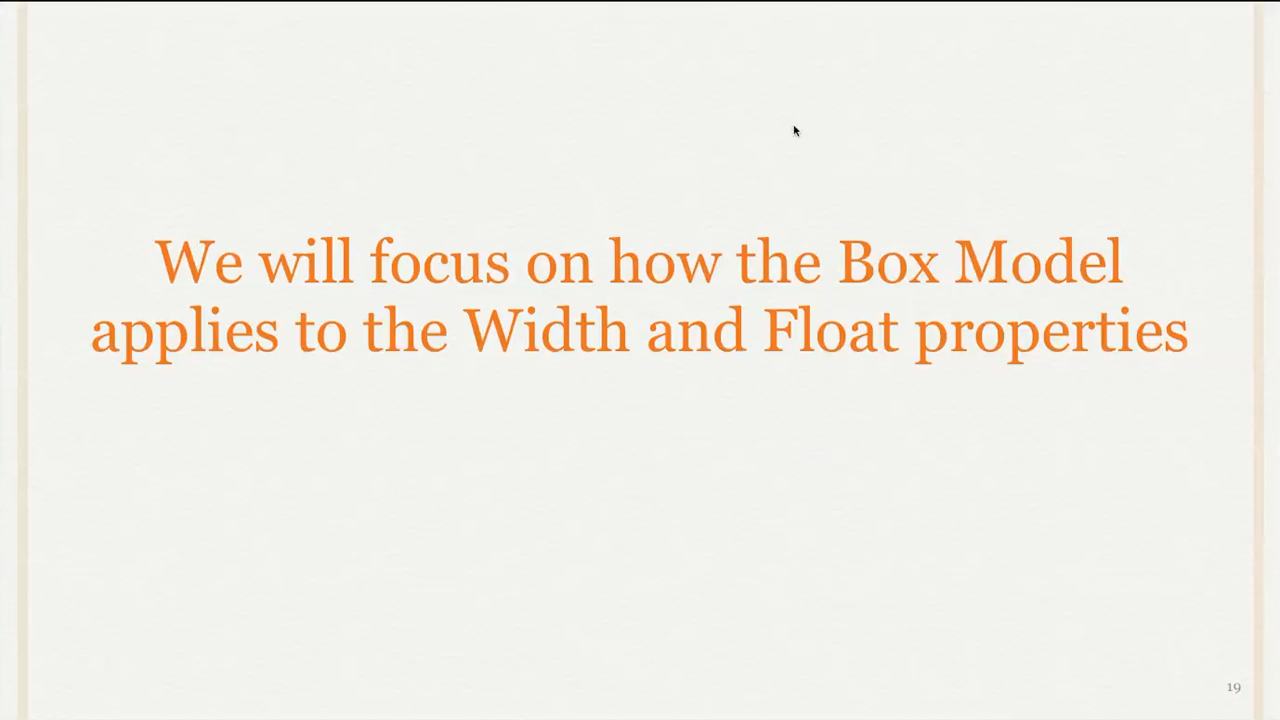 We will focus on how the Box Model
applies to the Width and Float properties
19